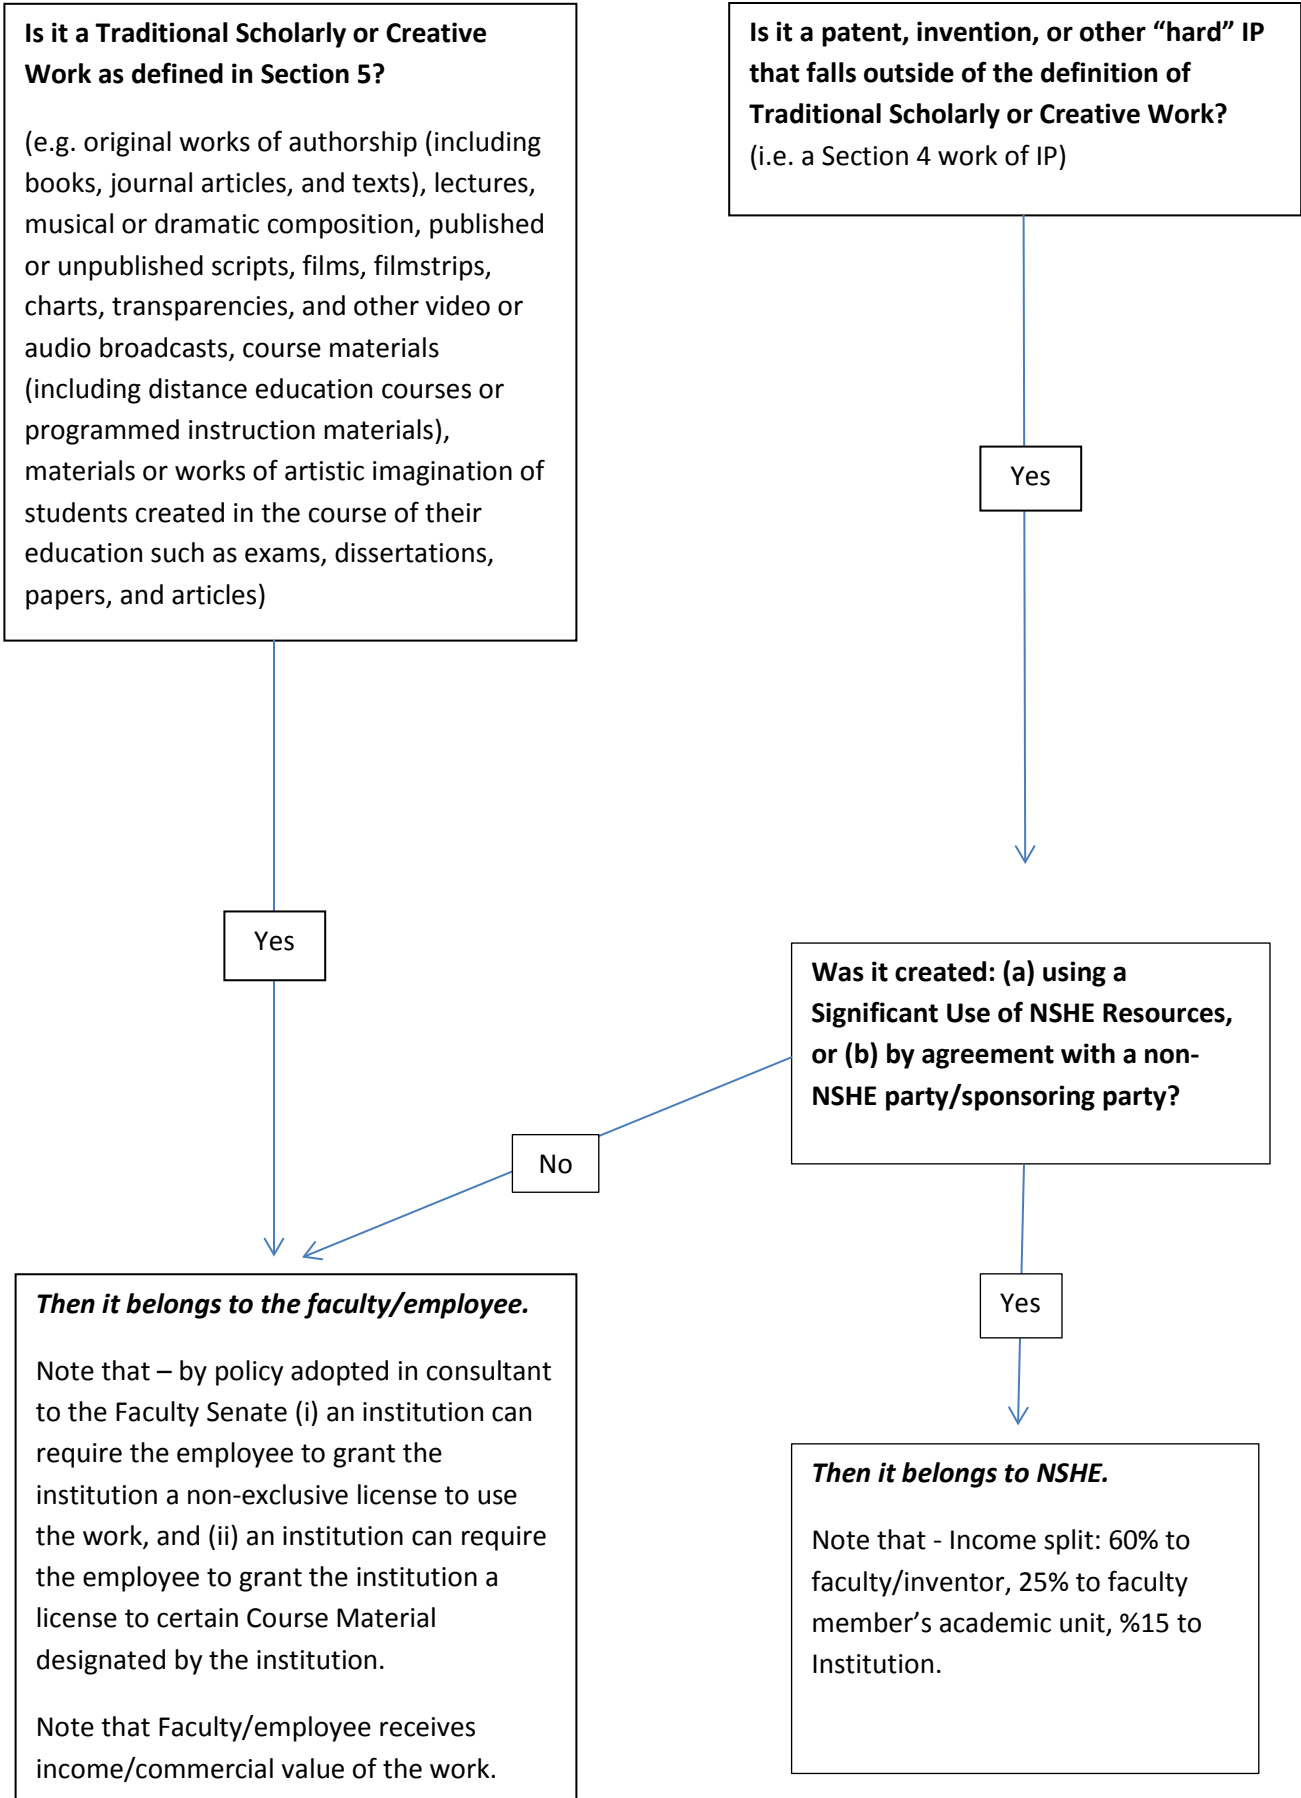 Is it a Traditional Scholarly or Creative
Work as defined in Section 5?
(e.g. original works of authorship (including
books, journal articles, and texts), lectures,
musical or dramatic composition, published
or unpublished scripts, films, filmstrips,
charts, transparencies, and other video or
audio broadcasts, course materials
(including distance education courses or
programmed instruction materials),
materials or works of artistic imagination of
students created in the course of their
education such as exams, dissertations,
papers, and articles)
Is it a patent, invention, or other “hard” IP
that falls outside of the definition of
Traditional Scholarly or Creative Work?
(i.e. a Section 4 work of IP)
Yes
Yes
Was it created: (a) using a
Significant Use of NSHE Resources,
or (b) by agreement with a non-
NSHE party/sponsoring party?
No
Yes
Then it belongs to the faculty/employee.
Note that – by policy adopted in consultant
to the Faculty Senate (i) an institution can
require the employee to grant the
institution a non-exclusive license to use
the work, and (ii) an institution can require
the employee to grant the institution a
license to certain Course Material
designated by the institution.
Note that Faculty/employee receives
income/commercial value of the work.
Then it belongs to NSHE.
Note that - Income split: 60% to
faculty/inventor, 25% to faculty
member’s academic unit, %15 to
Institution.